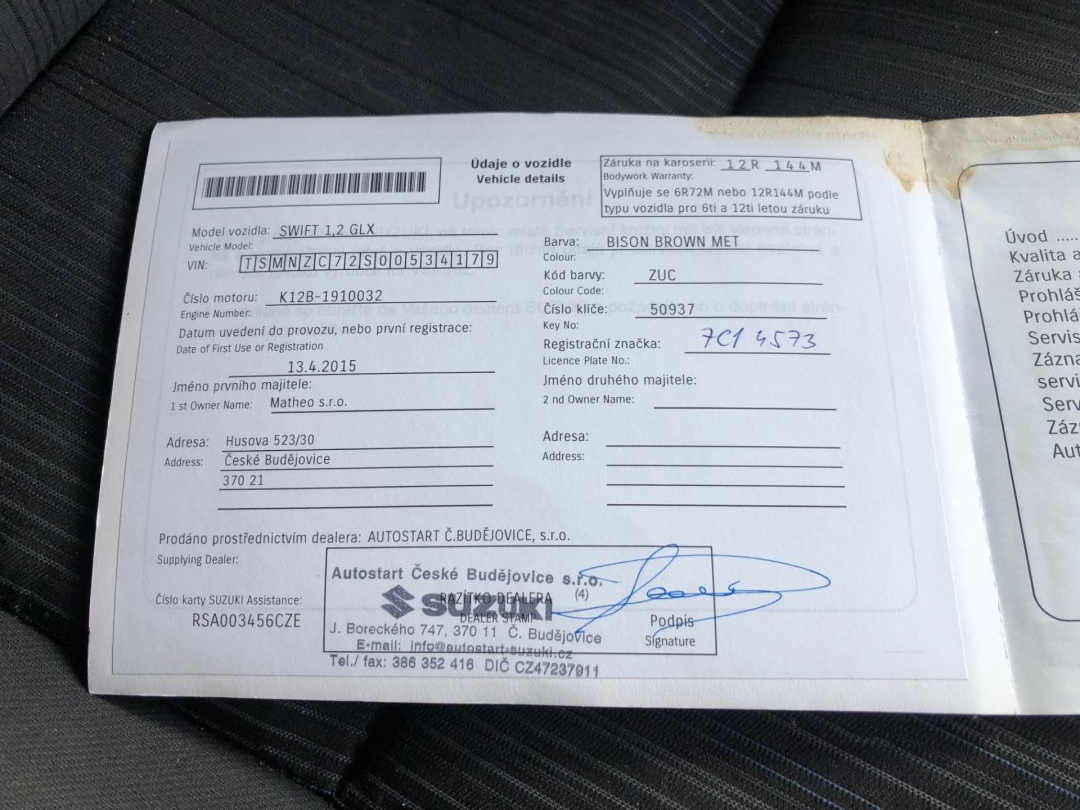 Údaje o vozidle
Vehicle details
Záruka na karoserii: 12R 144M
Bodywork Warranty:
Vyplňuje se 6R72M nebo 12R144M podle
typu vozidla pro 6ti a 12ti letou záruku
Upozornění
Model vozidla: SWIFT 1,2 GLX
Vehicle Model:
VIN: TSMNZC72S00534179
Číslo motoru: K12B-1910032
Engine Number:
Datum uvedení do provozu, nebo první registrace:
Date of First Use or Registration
13.4.2015
Jméno prvního majitele:
1 st Owner Name: Matheo s.r.o.
Adresa: Husova 523/30
Address: České Budějovice
370 21
Barva: BISON BROWN MET
Colour:
Kód barvy: ZUC
Colour Code:
Číslo klíče: 50937
Key No:
Registrační značka: 7C1 4573
Licence Plate No.:
Jméno druhého majitele:
2 nd Owner Name:
Adresa:
Address:
Prodáno prostřednictvím dealera: AUTOSTART Č.BUDĚJOVICE, s.r.o.
Supplying Dealer:
Číslo karty SUZUKI Assistance:
RSA003456CZE
Autostart České Budějovice s.r.o.
(4)
RAZÍTKO DEALERA
SUZUKI
DEALER STAMP
J. Boreckého 747, 370 11 Č. Budějovice
E-mail: info@autostart-suzuki.cz
Tel./ fax: 386 352 416 DIČ CZ47237911
Podpis
Signature
Úvod .....
Kvalita a
Záruka